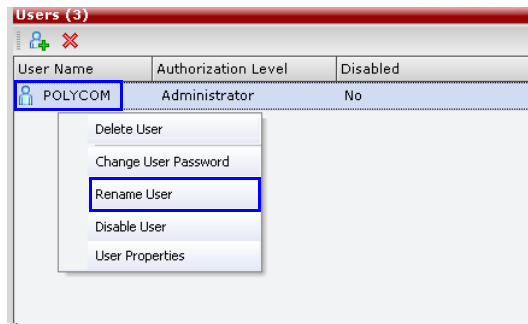 Users (3)
User Name Authorization Level Disabled
POLYCOM Administrator No
Delete User
Change User Password
Rename User
Disable User
User Properties